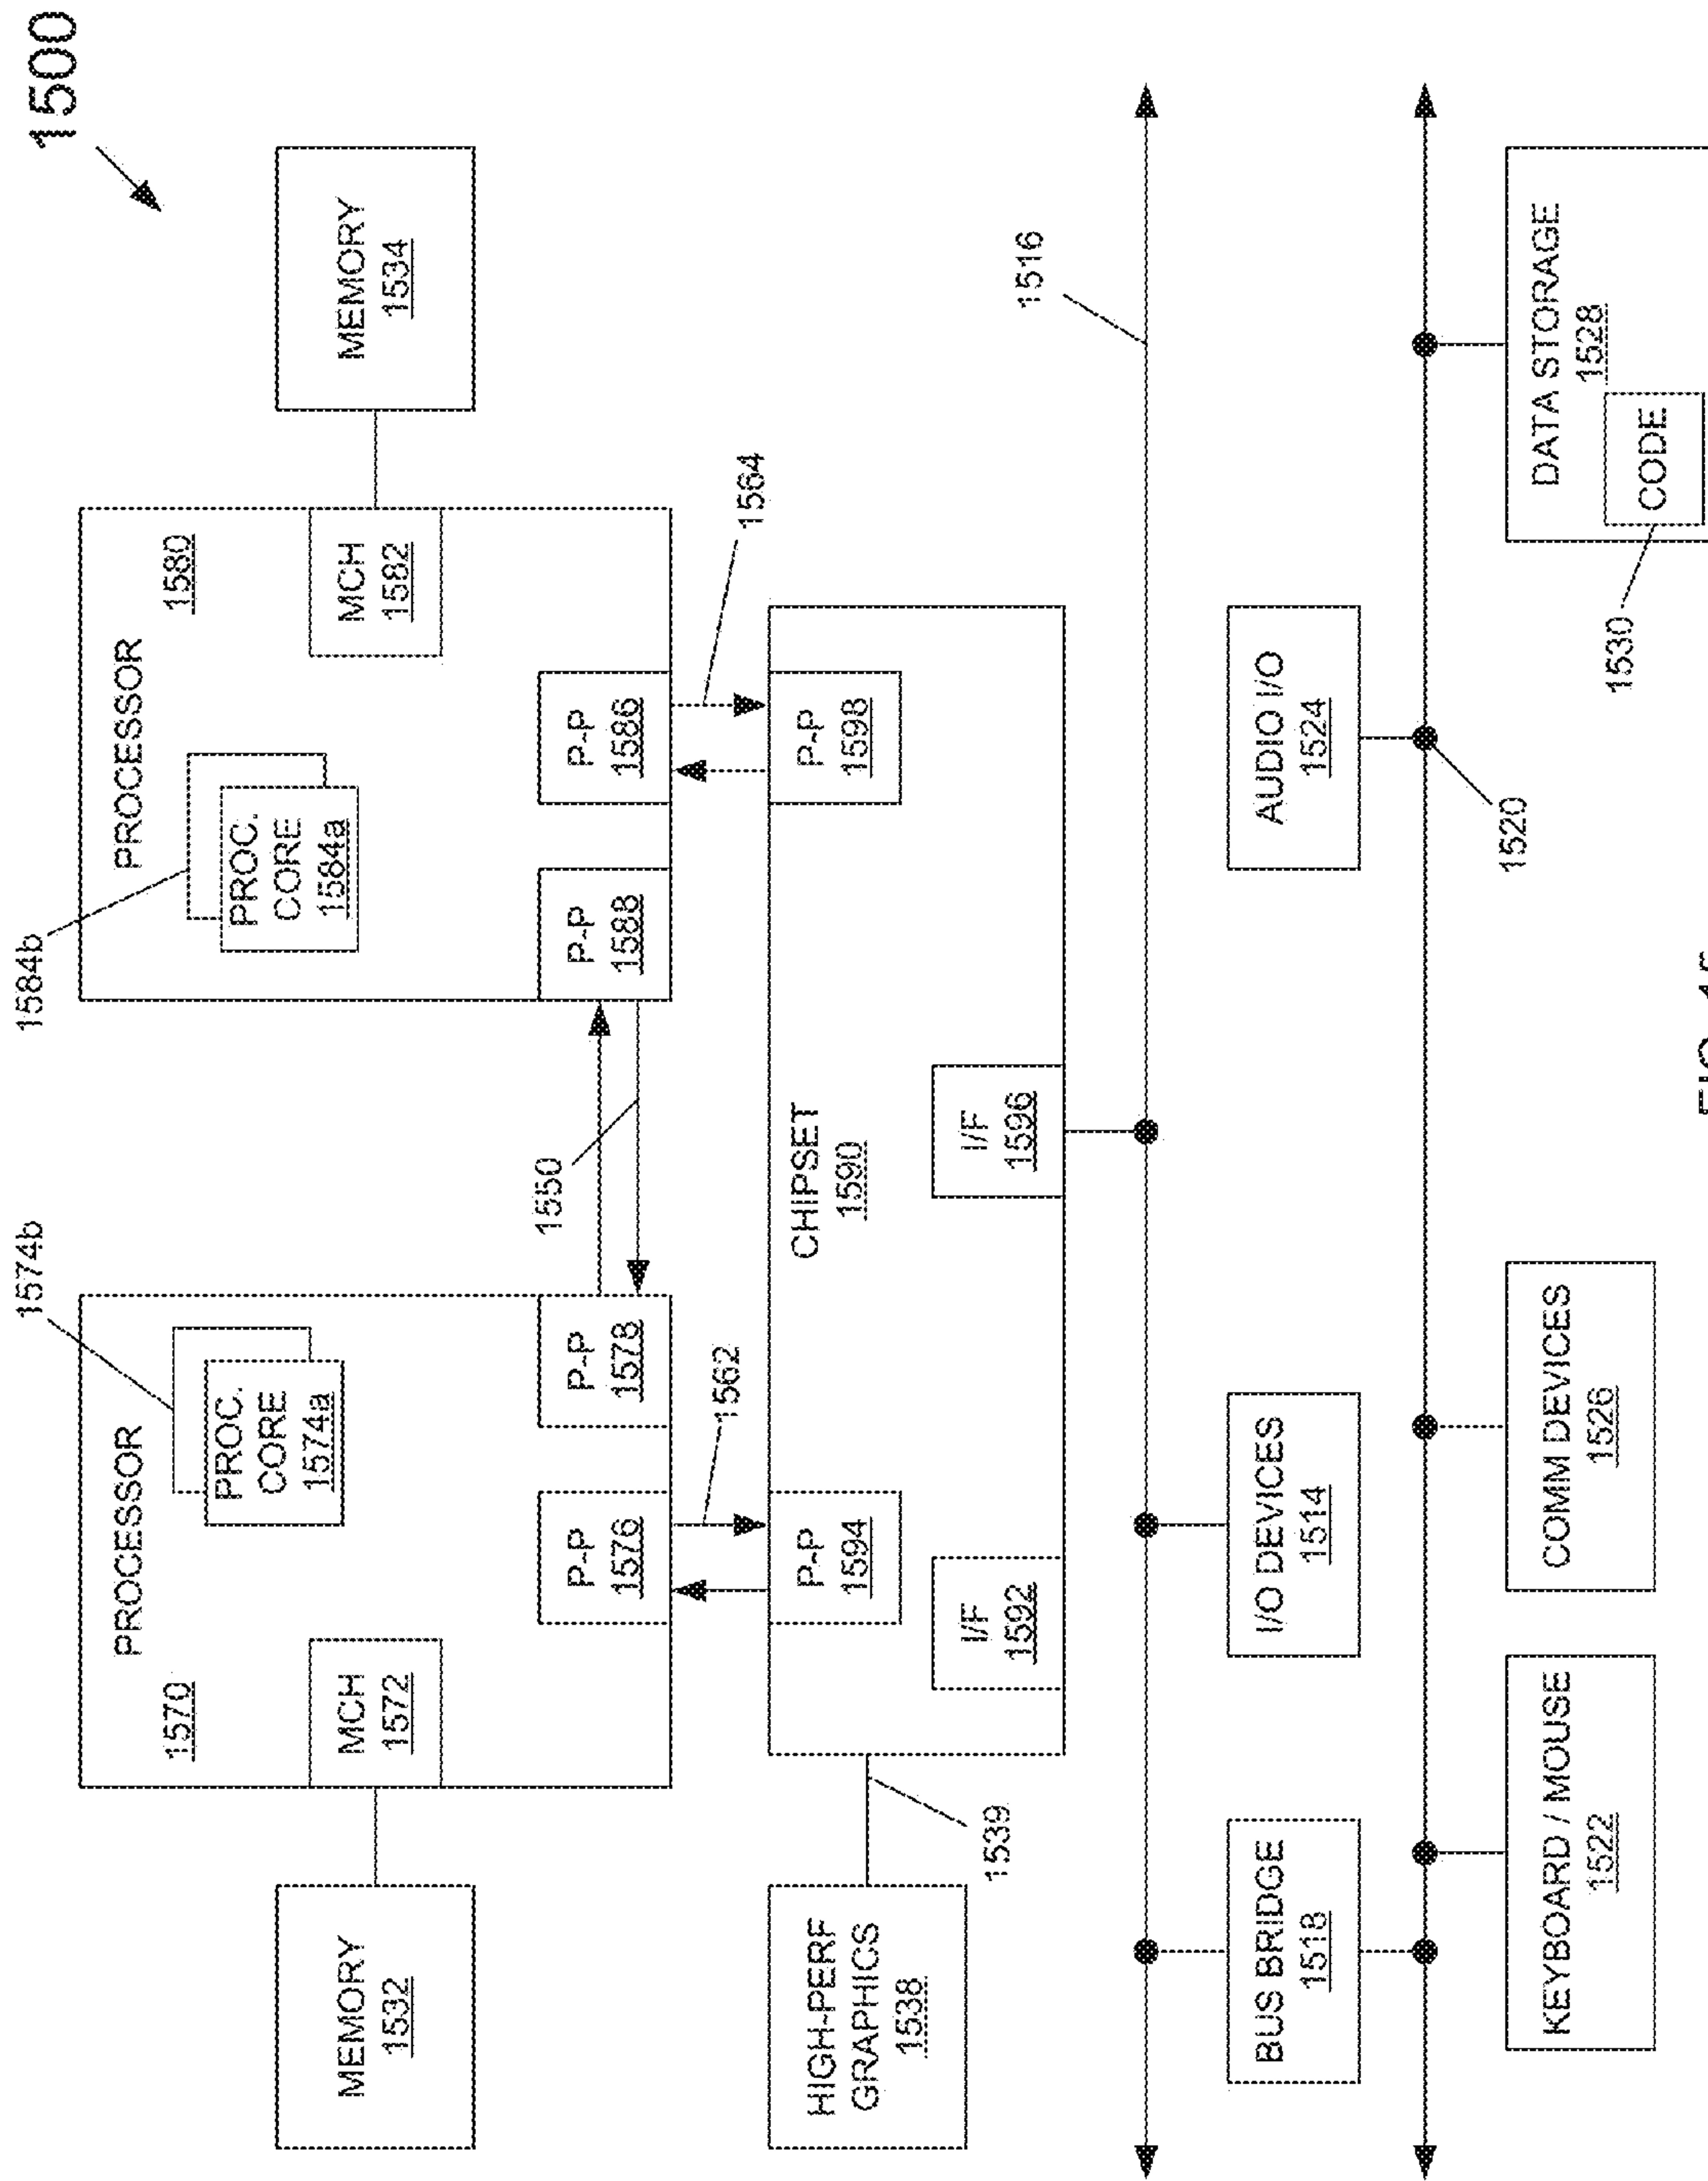 1500
1574b
1584b
PROCESSOR
1570
PROC.
CORE
1574a
MCH
1572
P-P
1576
P-P
1578
PROCESSOR
1580
PROC.
CORE
1584a
MCH
1582
P-P
1588
P-P
1586
MEMORY
1532
MEMORY
1534
1550
1562
1564
HIGH-PERF
GRAPHICS
1538
1539
P-P
1594
CHIPSET
1590
P-P
1598
I/F
1592
I/F
1596
1516
BUS BRIDGE
1518
I/O DEVICES
1514
AUDIO I/O
1524
1520
KEYBOARD / MOUSE
1522
COMM DEVICES
1526
DATA STORAGE
1528
CODE
1530